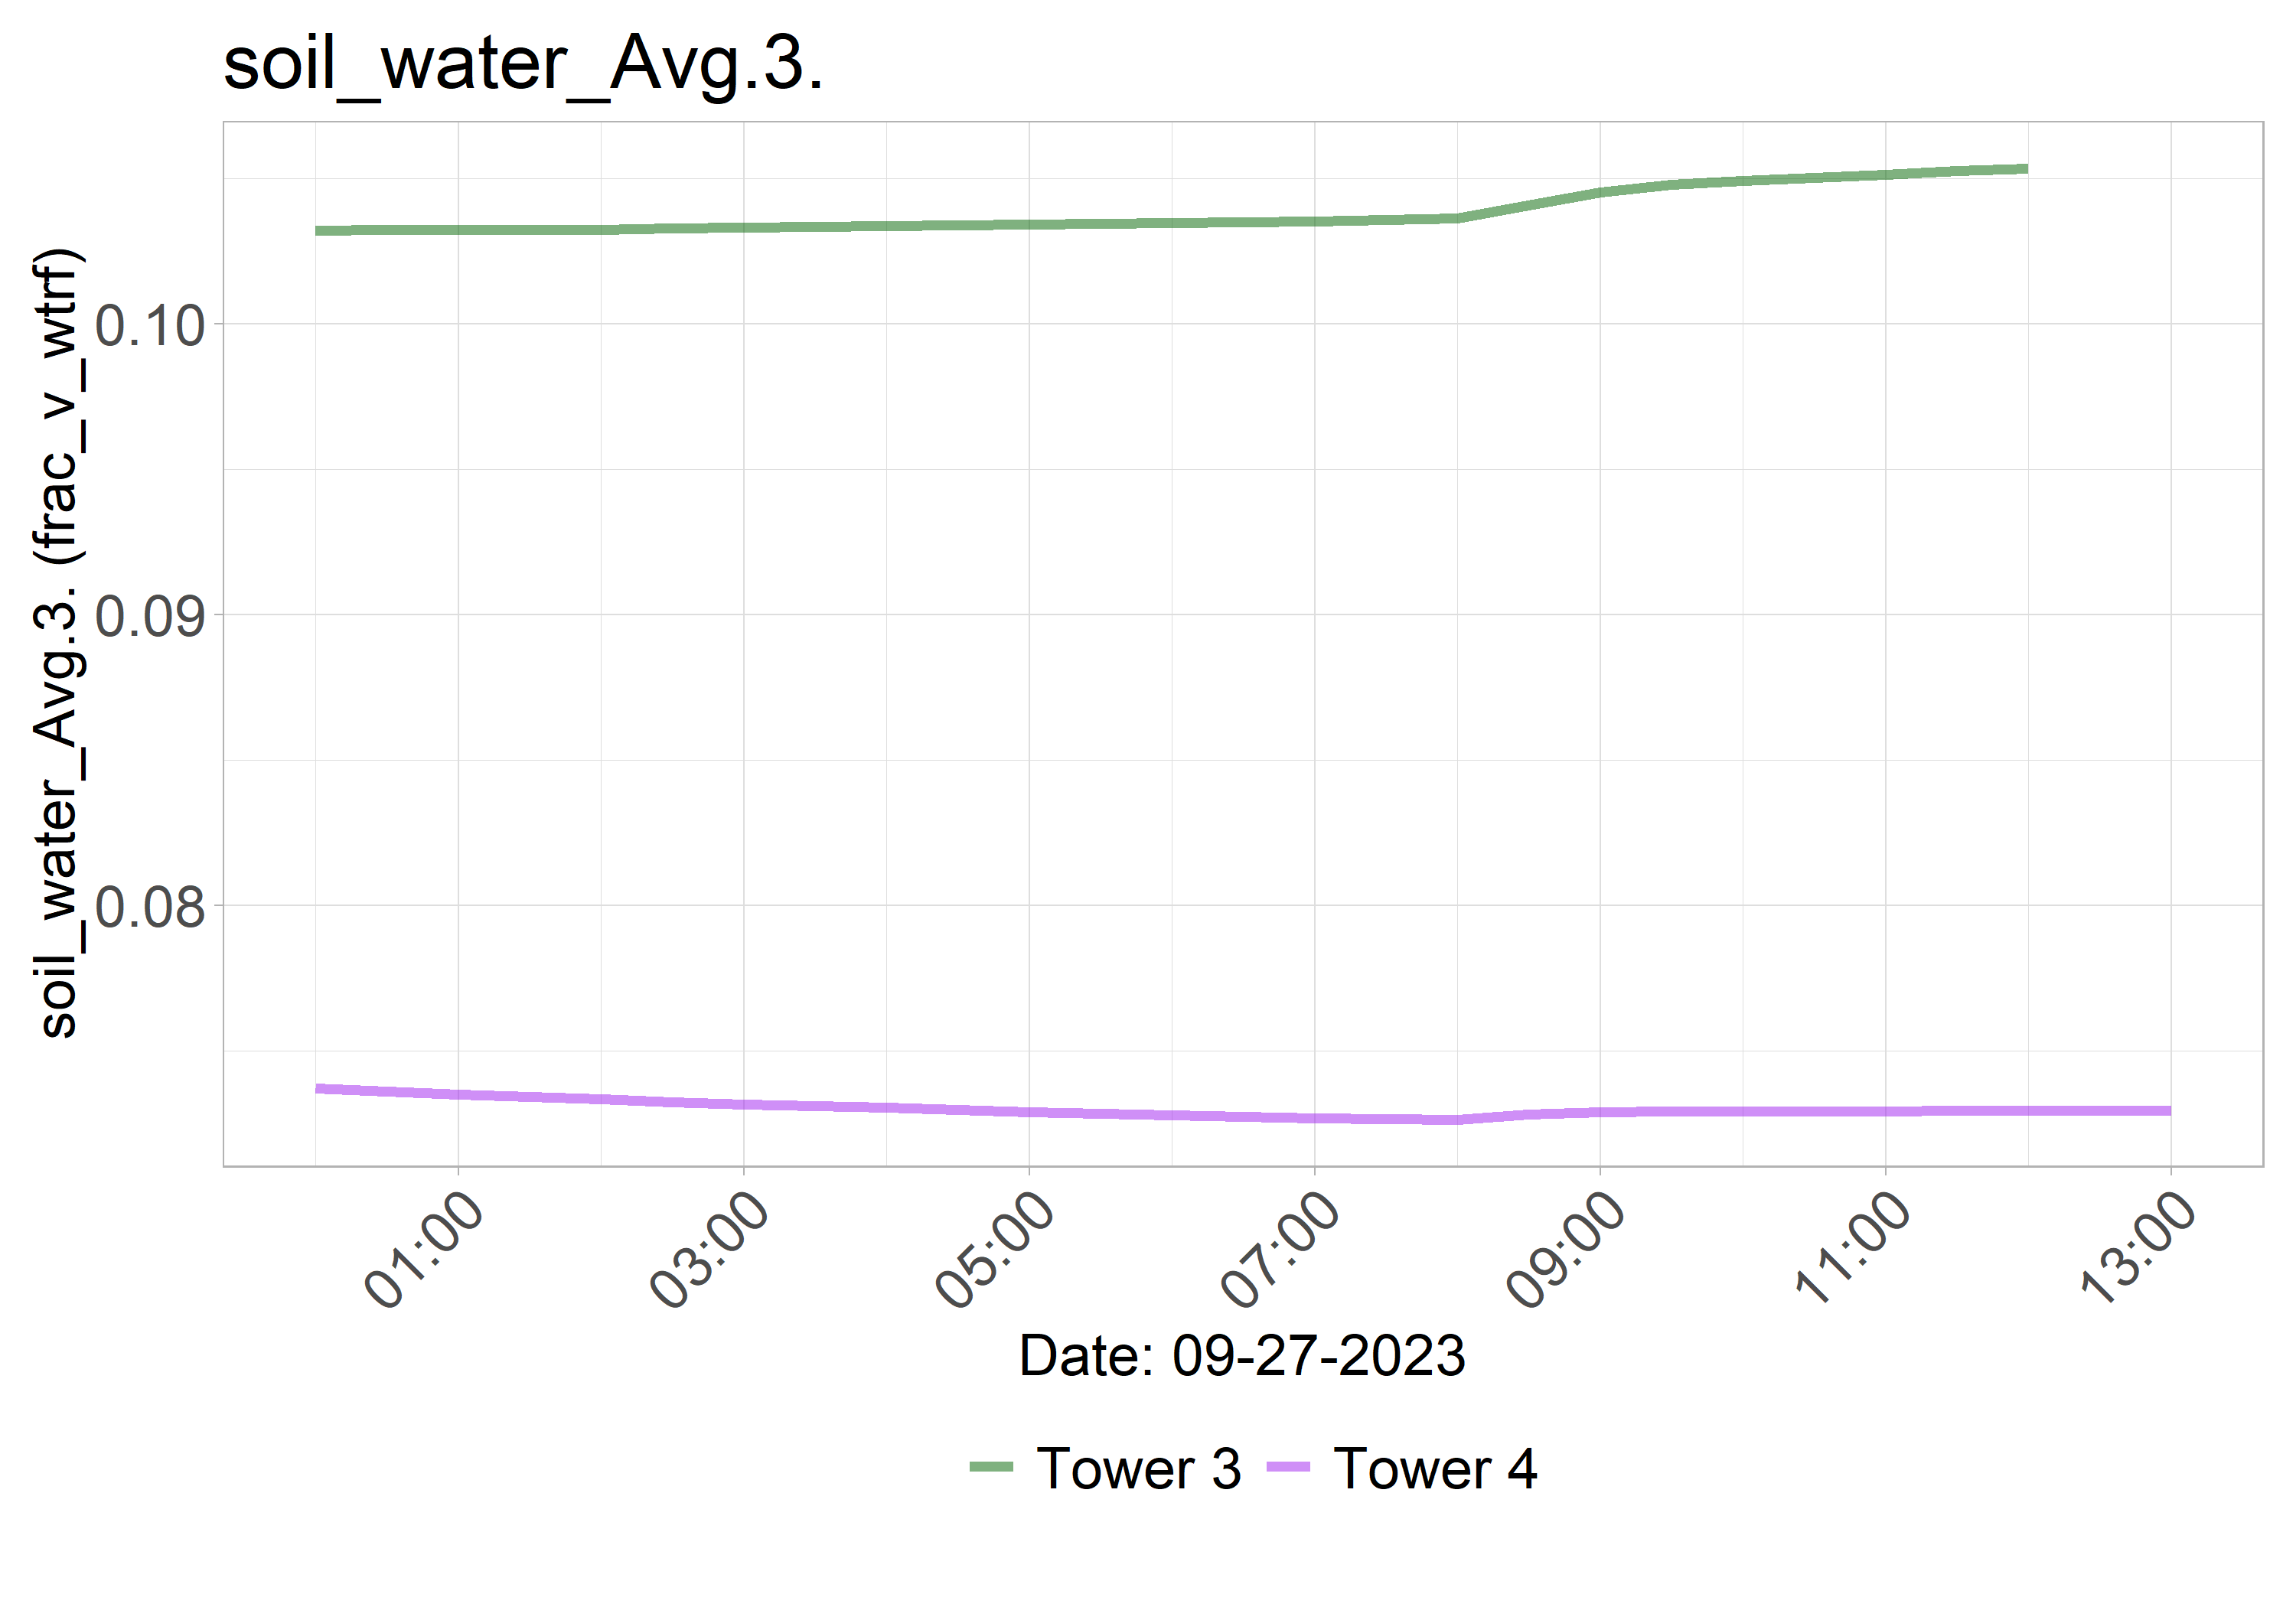 soil_water_Avg.3.
soil_water_Avg.3. (frac_v_wtrf)
0.10
0.09
0.08
01:00 03:00 05:00 07:00 09:00 11:00 13:00
Date: 09-27-2023
Tower 3 Tower 4